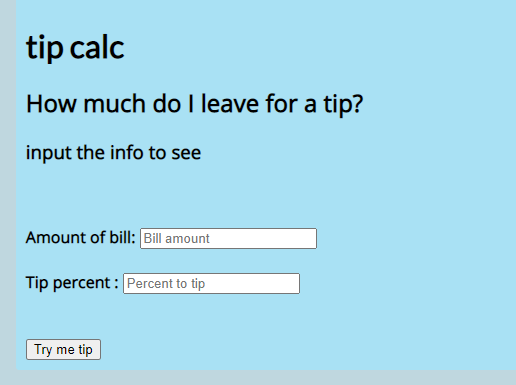 tip calc
How much do I leave for a tip?
input the info to see
Amount of bill: Bill amount
Tip percent : Percent to tip
Try me tip